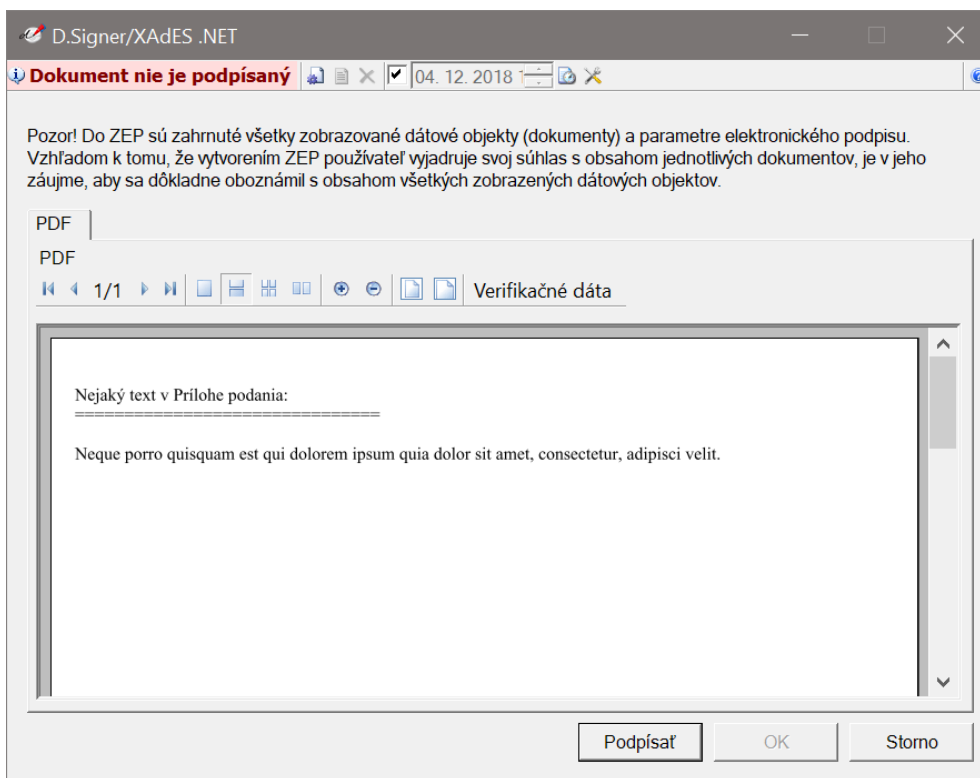 D.Signer/XAdES .NET
Dokument nie je podpísaný 04. 12. 2018
Pozor! Do ZEP sú zahrnuté všetky zobrazované dátové objekty (dokumenty) a parametre elektronického podpisu.
Vzhľadom k tomu, že vytvorením ZEP používateľ vyjadruje svoj súhlas s obsahom jednotlivých dokumentov, je v jeho
záujme, aby sa dôkladne oboznámil s obsahom všetkých zobrazených dátových objektov.
PDF
PDF
1/1 Verifikačné dáta
Nejaký text v Prílohe podania:
===============================
Neque porro quisquam est qui dolorem ipsum quia dolor sit amet, consectetur, adipisci velit.
Podpísať OK Storno